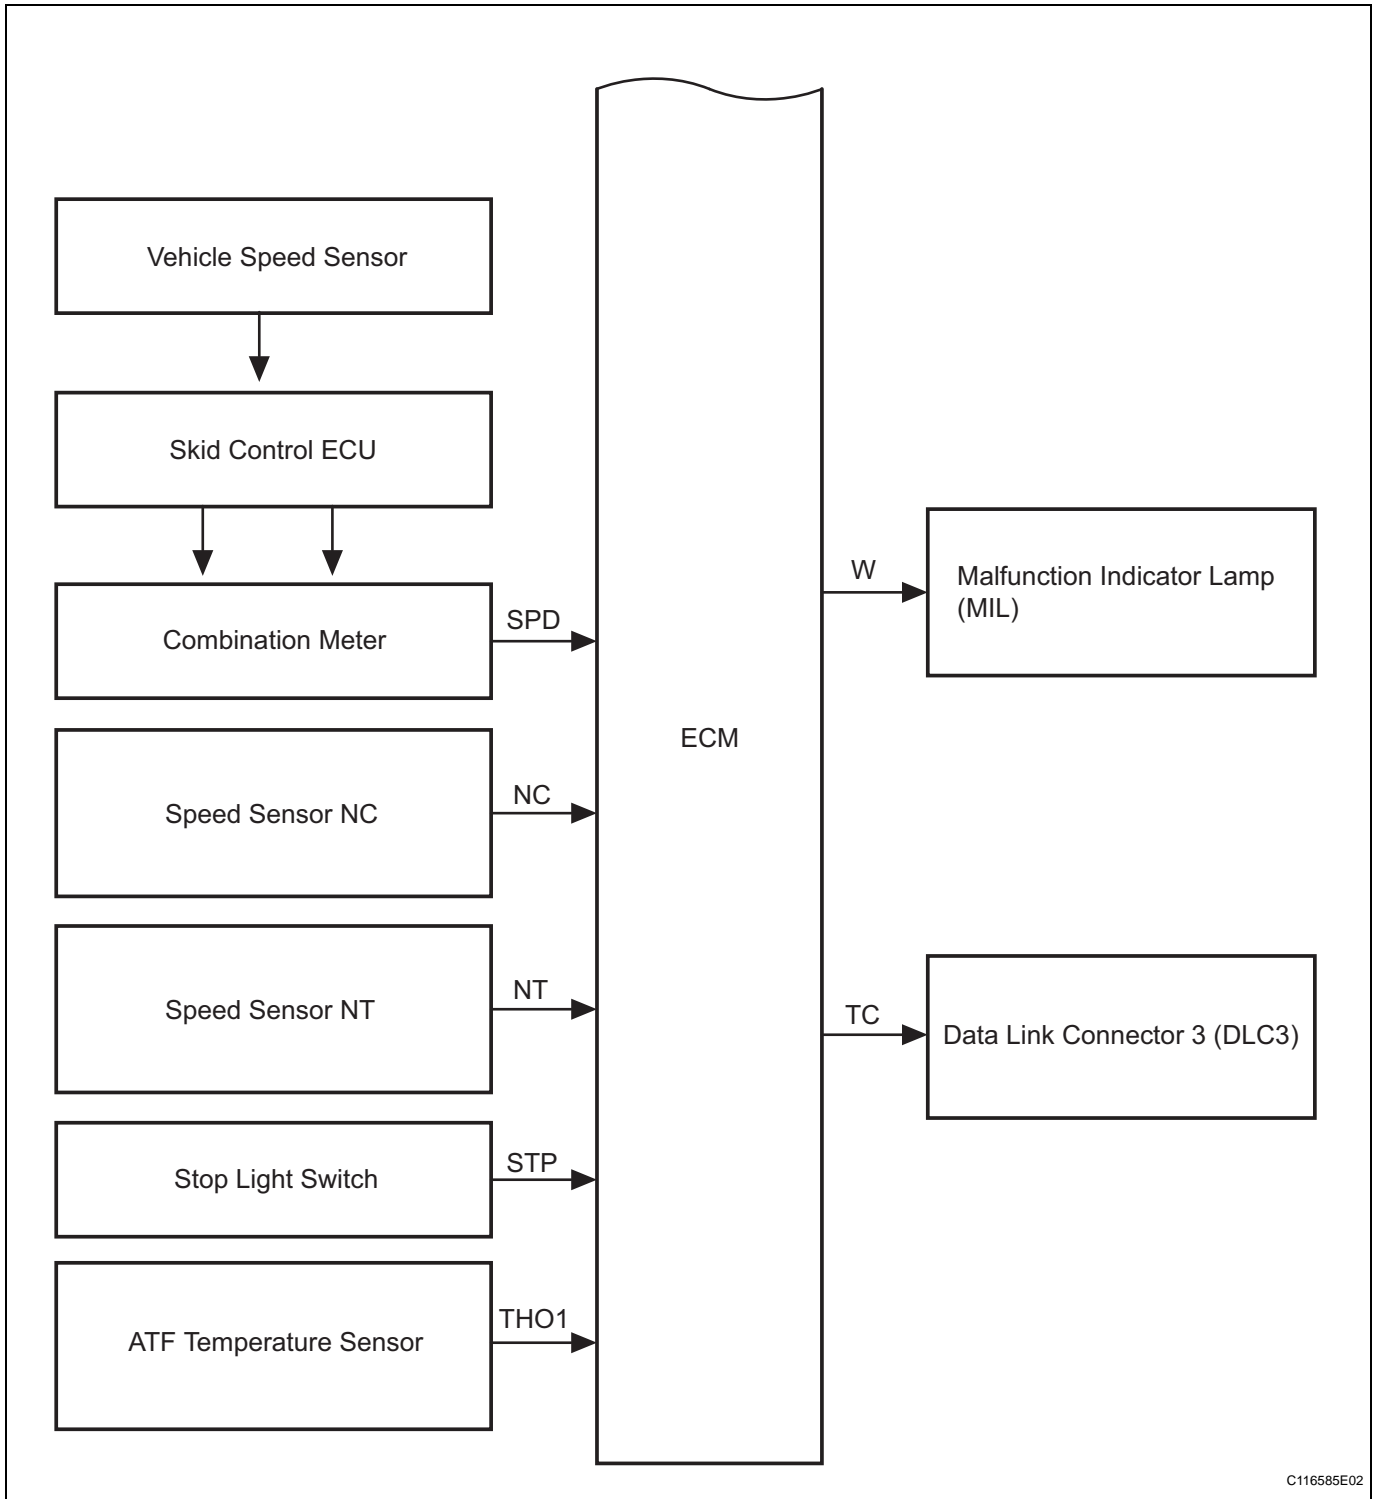 Vehicle Speed Sensor
Skid Control ECU
Combination Meter
SPD
Speed Sensor NC
NC
Speed Sensor NT
NT
Stop Light Switch
STP
ATF Temperature Sensor
THO1
ECM
W
Malfunction Indicator Lamp
(MIL)
TC
Data Link Connector 3 (DLC3)
C116585E02